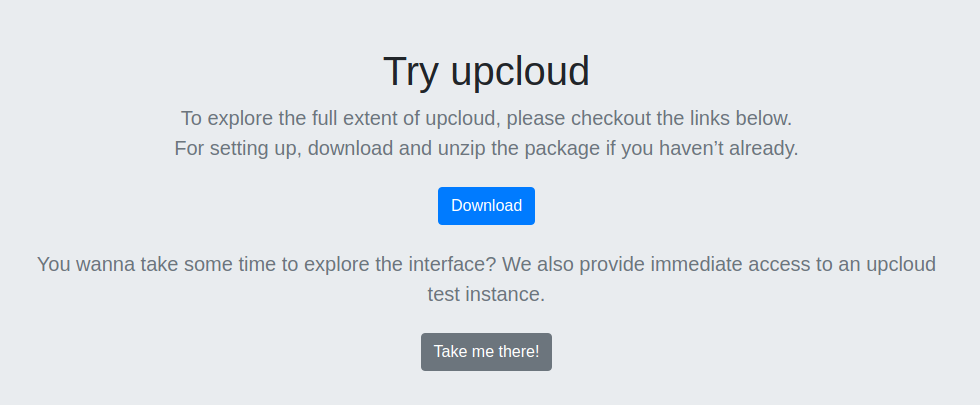 Try upcloud
To explore the full extent of upcloud, please checkout the links below.
For setting up, download and unzip the package if you haven’t already.
Download
You wanna take some time to explore the interface? We also provide immediate access to an upcloud
test instance.
Take me there!